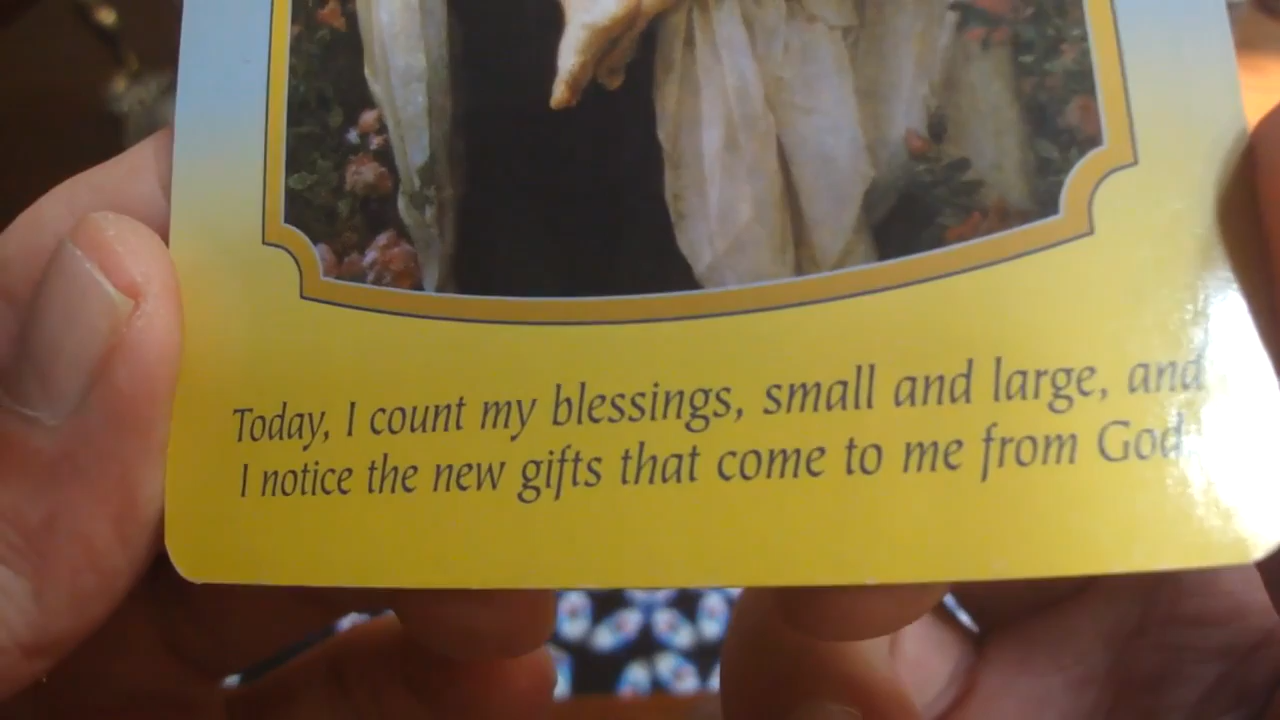 Today, I count my blessings, small and large, and
I notice the new gifts that come to me from God.